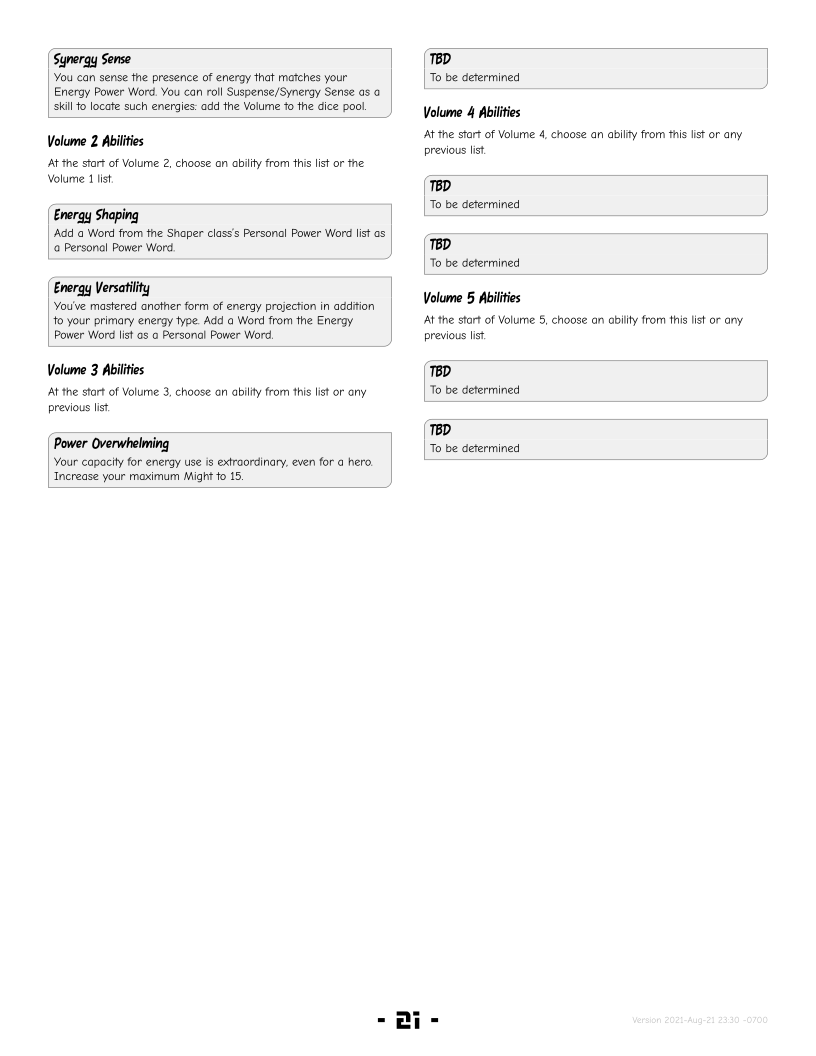 Synergy Sense
You can sense the presence of energy that matches your
Energy Power Word. You can roll Suspense/Synergy Sense as a
skill to locate such energies: add the Volume to the dice pool.
Volume 2 Abilities
At the start of Volume 2, choose an ability from this list or the
Volume 1 list.
Energy Shaping
Add a Word from the Shaper class's Personal Power Word list as
a Personal Power Word.
Energy Versatility
You've mastered another form of energy projection in addition
to your primary energy type. Add a Word from the Energy
Power Word list as a Personal Power Word.
Volume 3 Abilities
At the start of Volume 3, choose an ability from this list or any
previous list.
Power Overwhelming
Your capacity for energy use is extraordinary, even for a hero.
Increase your maximum Might to 15.
TBD
To be determined
Volume 4 Abilities
At the start of Volume 4, choose an ability from this list or any
previous list.
TBD
To be determined
TBD
To be determined
Volume 5 Abilities
At the start of Volume 5, choose an ability from this list or any
previous list.
TBD
To be determined
TBD
To be determined
- 21 -
Version 2021-Aug-21 23:30 -0700